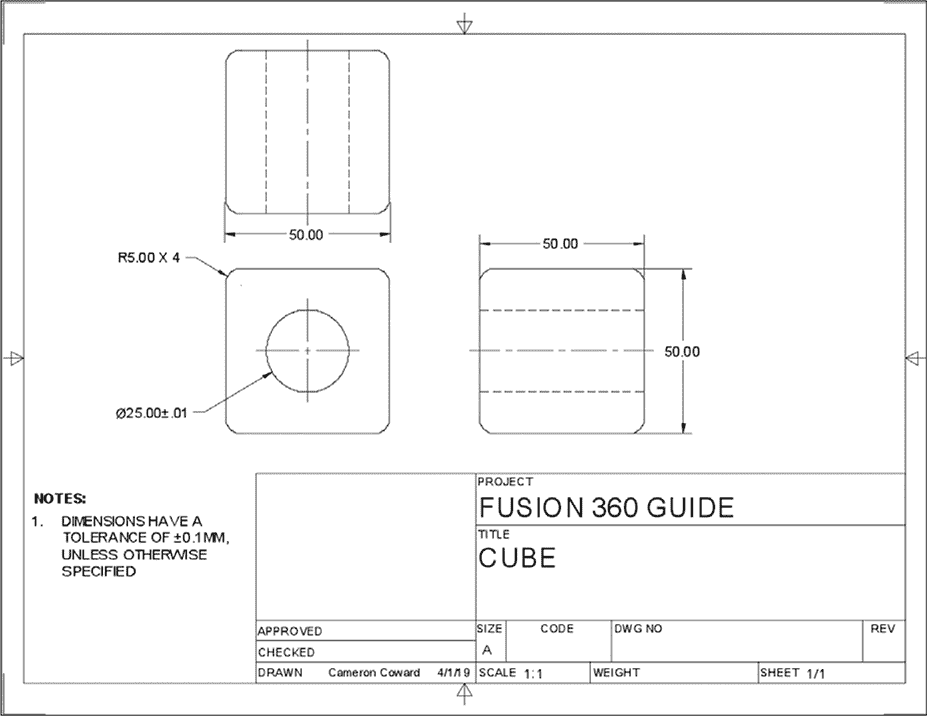 50.00
R5.00 X 4
50.00
50.00
Ø25.00±.01
NOTES:
1. DIMENSIONS HAVE A
TOLERANCE OF ±0.1MM,
UNLESS OTHERWISE
SPECIFIED
PROJECT
FUSION 360 GUIDE
TITLE
CUBE
APPROVED
CHECKED
DRAWN Cameron Coward 4/1/19
SIZE CODE DWG NO REV
A
SCALE 1:1 WEIGHT SHEET 1/1